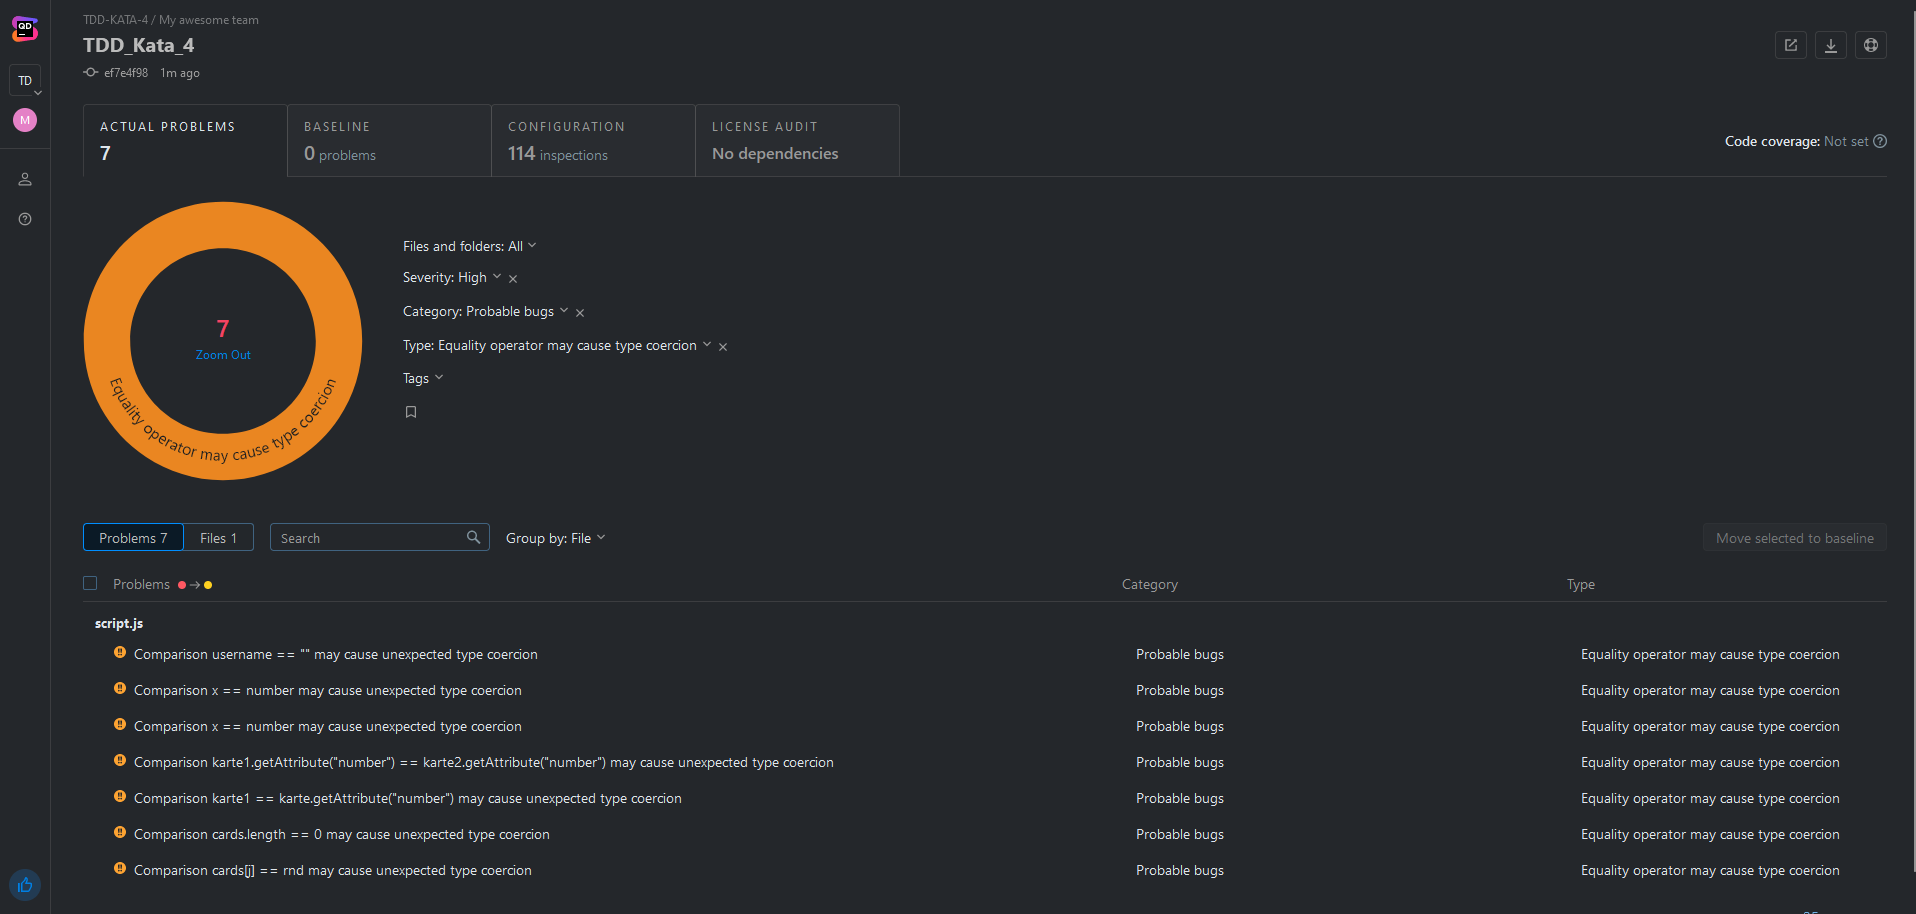 QD
TDD-KATA-4 / My awesome team
TDD_Kata_4
ef7e4f98 1m ago
TD
M
ACTUAL PROBLEMS
7
BASELINE
0 problems
CONFIGURATION
114 inspections
LICENSE AUDIT
No dependencies
Code coverage: Not set
7
Zoom Out
Equality operator may cause type coercion
Files and folders: All
Severity: High
Category: Probable bugs
Type: Equality operator may cause type coercion
Tags
Problems 7 Files 1 Search Group by: File Move selected to baseline
Problems Category Type
script.js
Comparison username == "" may cause unexpected type coercion Probable bugs Equality operator may cause type coercion
Comparison x == number may cause unexpected type coercion Probable bugs Equality operator may cause type coercion
Comparison x == number may cause unexpected type coercion Probable bugs Equality operator may cause type coercion
Comparison karte1.getAttribute("number") == karte2.getAttribute("number") may cause unexpected type coercion Probable bugs Equality operator may cause type coercion
Comparison karte1 == karte.getAttribute("number") may cause unexpected type coercion Probable bugs Equality operator may cause type coercion
Comparison cards.length == 0 may cause unexpected type coercion Probable bugs Equality operator may cause type coercion
Comparison cards[j] == rnd may cause unexpected type coercion Probable bugs Equality operator may cause type coercion